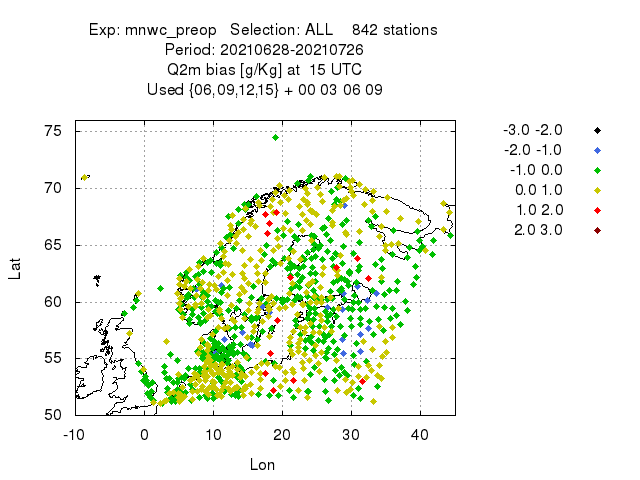 Exp: mnwc_preop Selection: ALL 842 stations
Period: 20210628-20210726
Q2m bias [g/Kg] at 15 UTC
Used {06,09,12,15} + 00 03 06 09
-3.0 -2.0
-2.0 -1.0
-1.0 0.0
0.0 1.0
1.0 2.0
2.0 3.0
75
70
65
60
55
50
Lat
-10 0 10 20 30 40
Lon